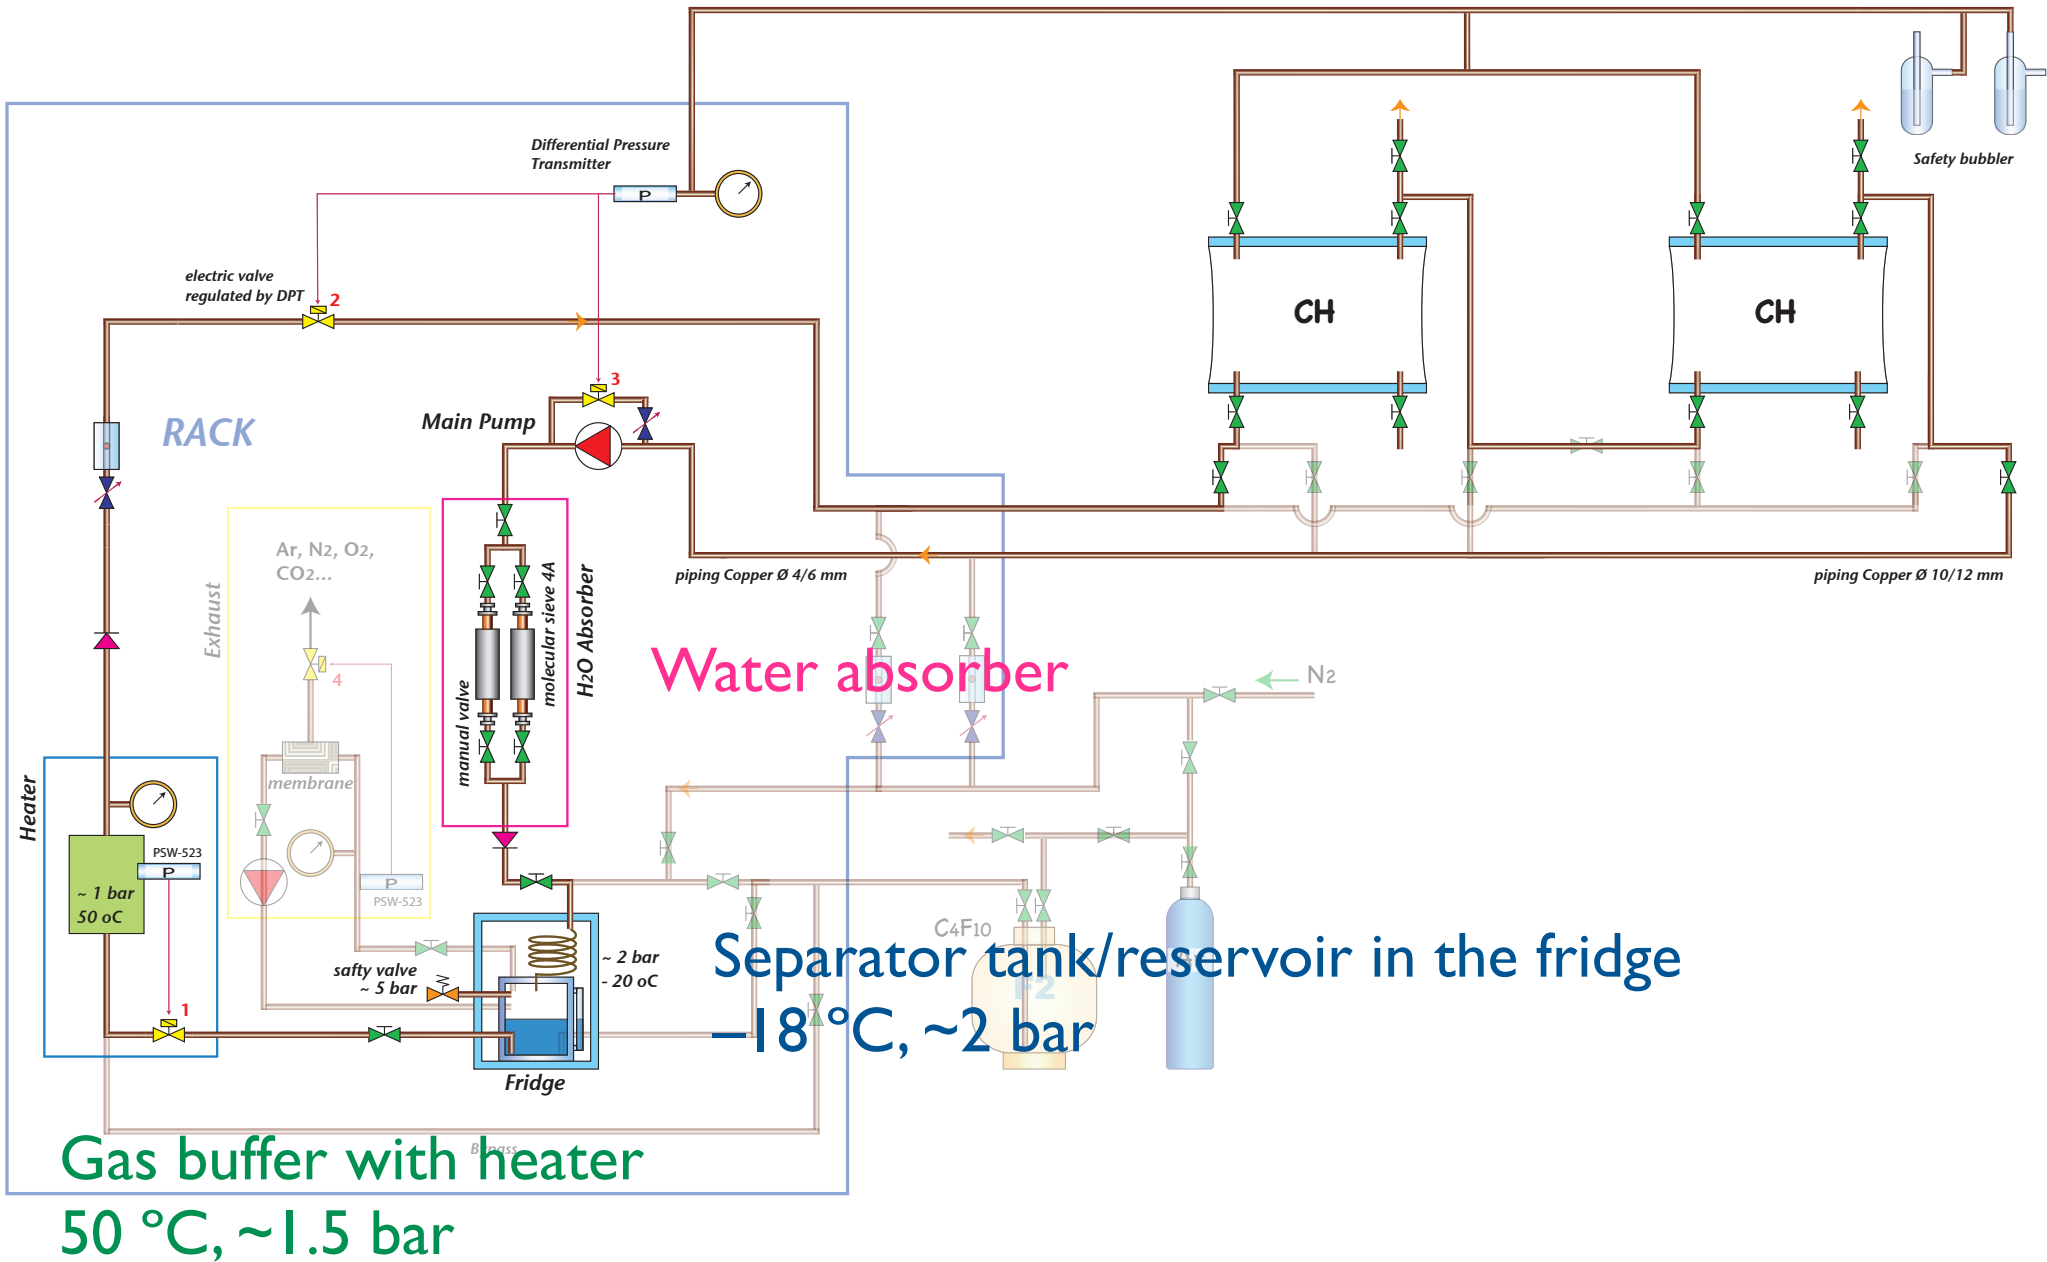 Safety bubbler
Differential Pressure
Transmitter
P
electric valve
regulated by DPT
2
CH
CH
3
Main Pump
RACK
Ar, N2, O2,
CO2...
Exhaust
4
membrane
P
PSW-523
manual valve
molecular sieve 4A
H2O Absorber
piping Copper Ø 4/6 mm
piping Copper Ø 10/12 mm
Water absorber
N2
Heater
PSW-523
P
~ 1 bar
50 oC
1
safty valve
~ 5 bar
~ 2 bar
- 20 oC
Fridge
C4F10
F2
Separator tank/reservoir in the fridge
–18 ºC, ~2 bar
Bypass
Gas buffer with heater
50 ºC, ~1.5 bar